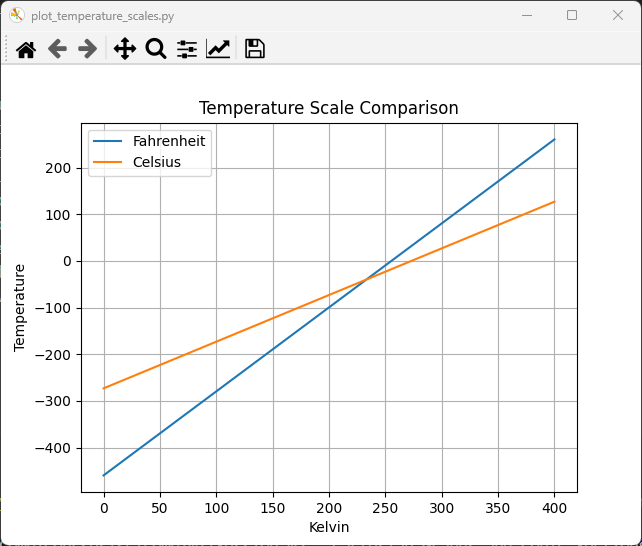 plot_temperature_scales.py
Temperature Scale Comparison
Fahrenheit
Celsius
200
100
0
−100
−200
−300
−400
Temperature
0 50 100 150 200 250 300 350 400
Kelvin